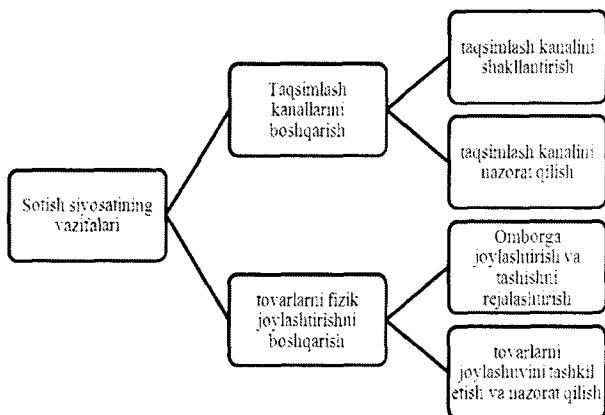 Sotish siyosatining
vazifalari
Taqsimlash
kanallarini
boshqarish
taqsimlash kanalini
shakllantirish
taqsimlash kanalini
nazorat qilish
tovarlarni fizik
joylashtirishni
boshqarish
Omborga
joylashtirish va
tashishni
rejalashtirish
tovarlarni
joylashuvini tashkil
etish va nazorat qilish